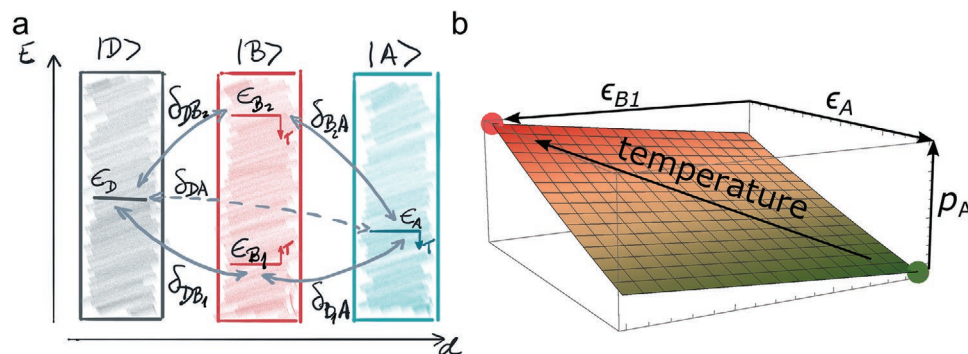 a
E
|D>
|B>
|A>
δDB2
εB2
τ
δB2A
εD
δDA
εA
τ
εB1
τ
δDB1
δB1A
d
b
ϵB1
ϵA
temperature
pA